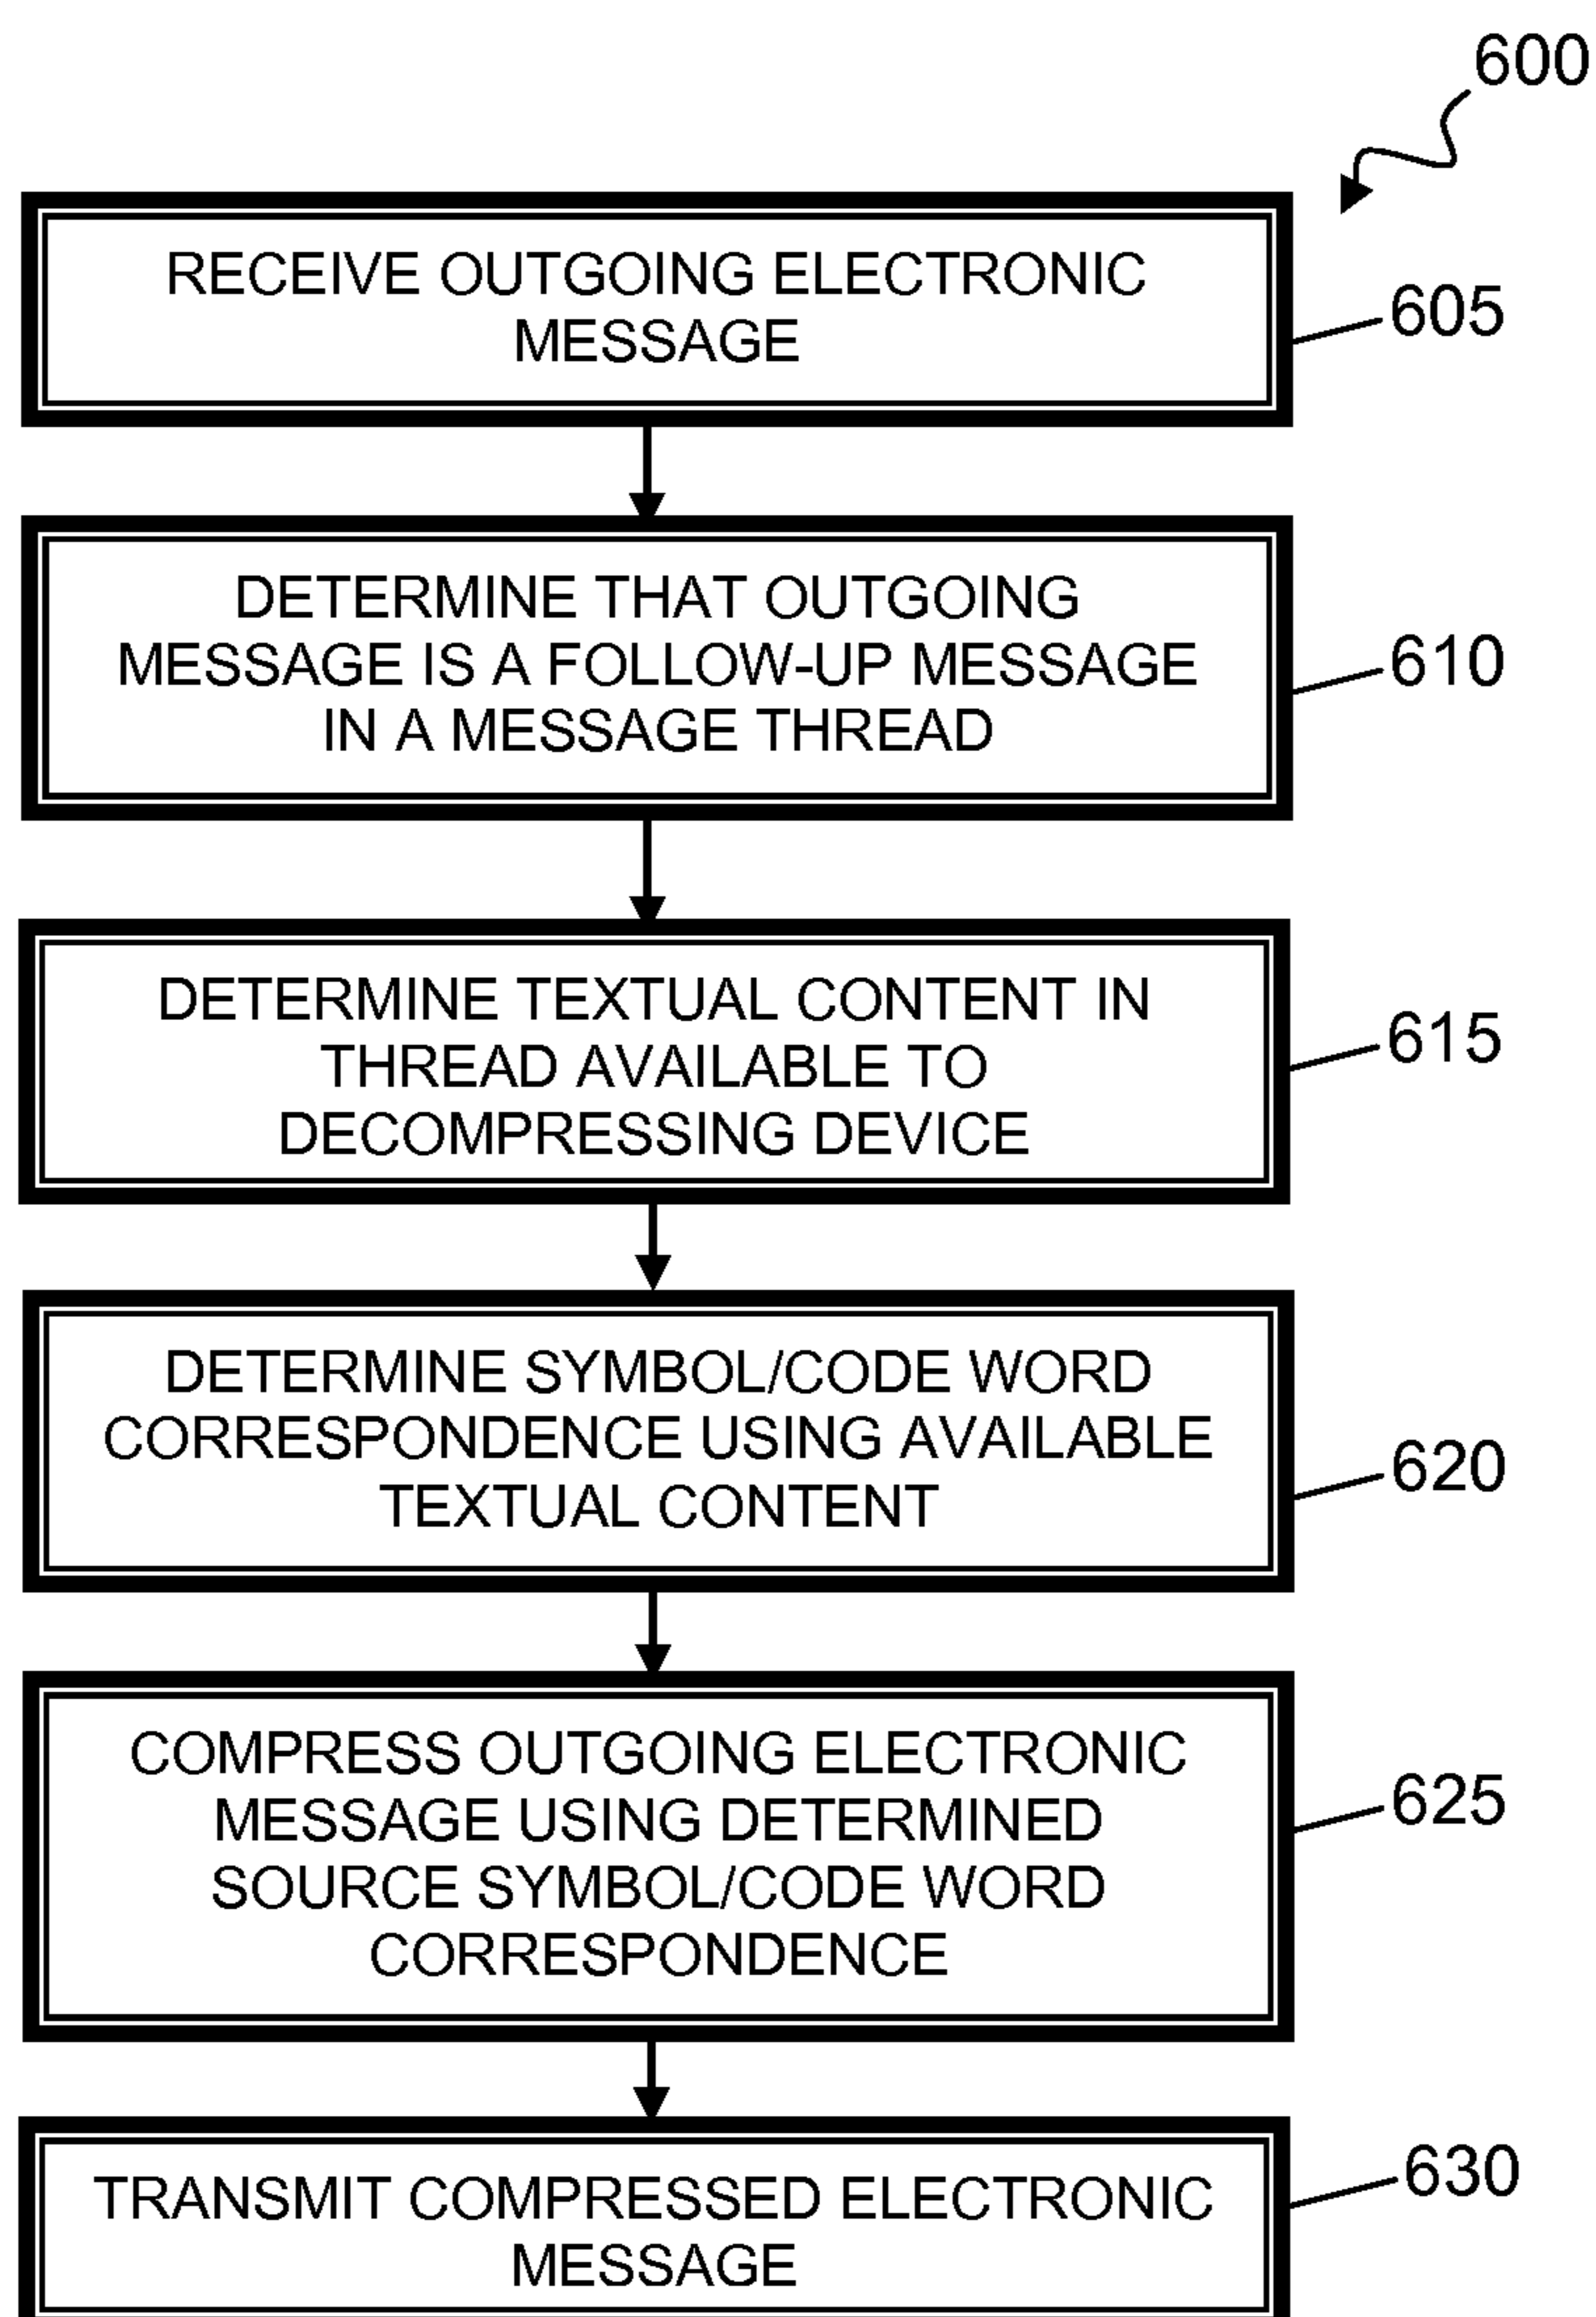 600
RECEIVE OUTGOING ELECTRONIC
MESSAGE
605
DETERMINE THAT OUTGOING
MESSAGE IS A FOLLOW-UP MESSAGE
IN A MESSAGE THREAD
610
DETERMINE TEXTUAL CONTENT IN
THREAD AVAILABLE TO
DECOMPRESSING DEVICE
615
DETERMINE SYMBOL/CODE WORD
CORRESPONDENCE USING AVAILABLE
TEXTUAL CONTENT
620
COMPRESS OUTGOING ELECTRONIC
MESSAGE USING DETERMINED
SOURCE SYMBOL/CODE WORD
CORRESPONDENCE
625
TRANSMIT COMPRESSED ELECTRONIC
MESSAGE
630